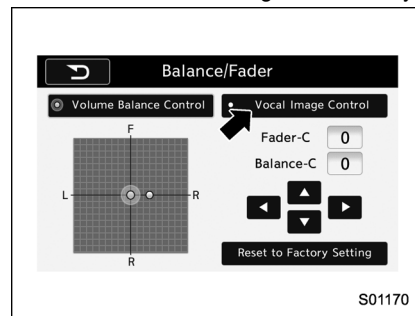 Balance/Fader
Volume Balance Control
Vocal Image Control
F
L
R
R
Fader-C 0
Balance-C 0
Reset to Factory Setting
S01170